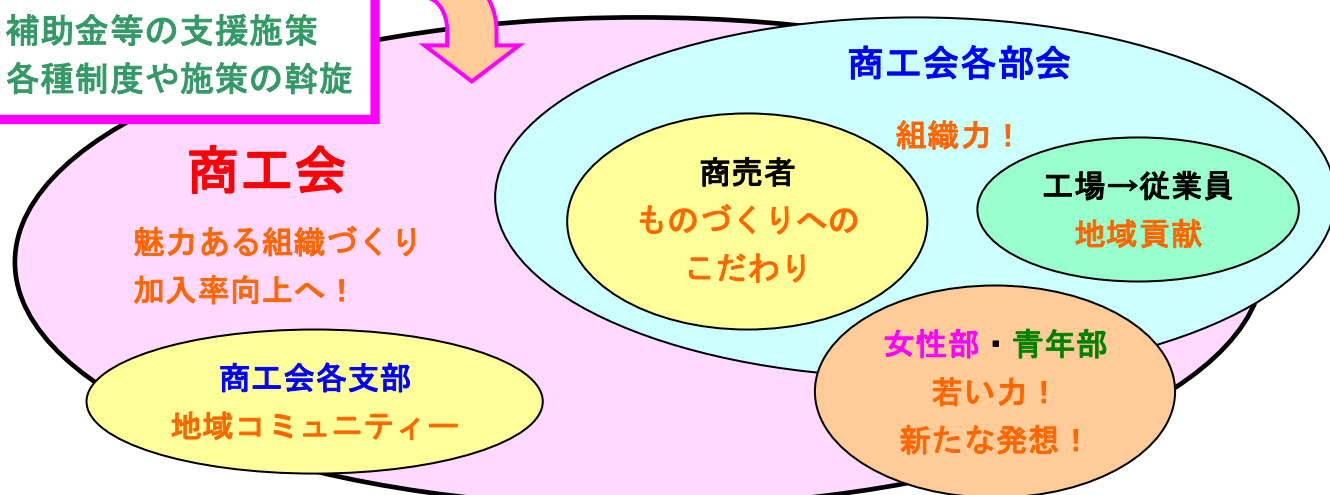 補助金等の支援施策
各種制度や施策の斡旋
商工会
魅力ある組織づくり
加入率向上へ！
商工会各支部
地域コミュニティー
商工会各部会
組織力！
商売者
ものづくりへの
こだわり
工場→従業員
地域貢献
女性部・青年部
若い力！
新たな発想！